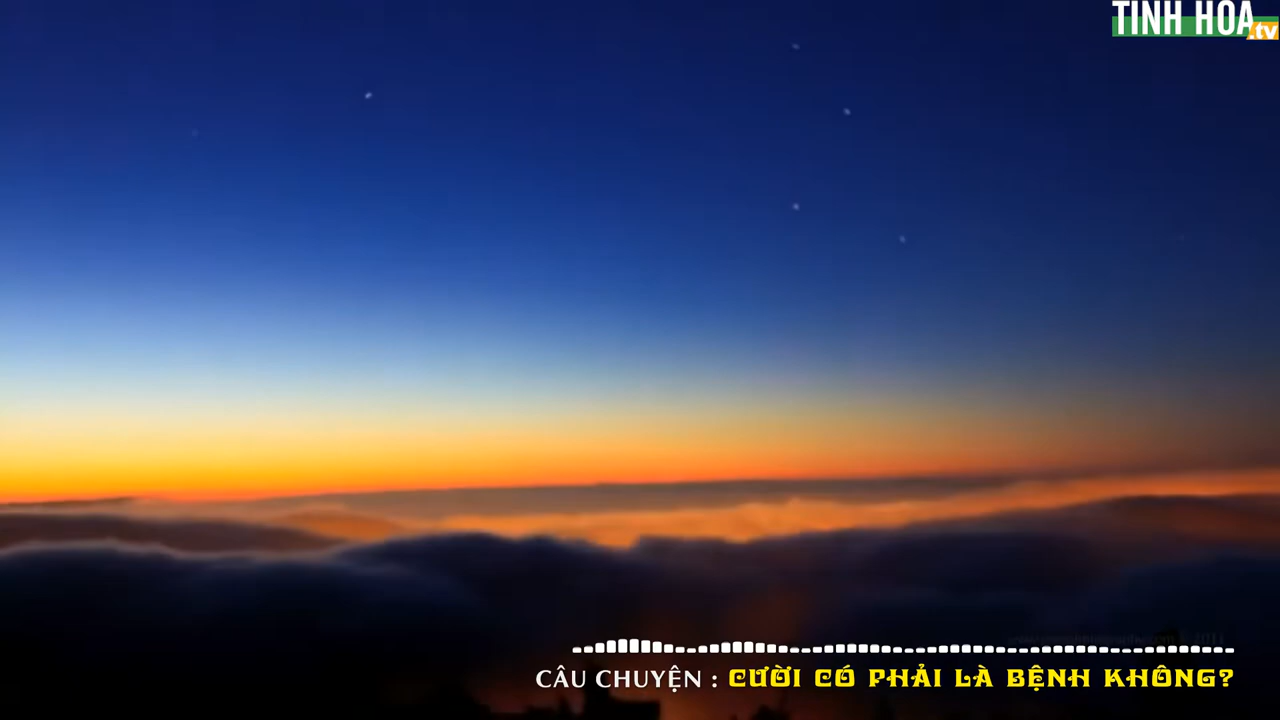 TINH HOA
.tv
CÂU CHUYỆN : CƯỜI CÓ PHẢI LÀ BỆNH KHÔNG?